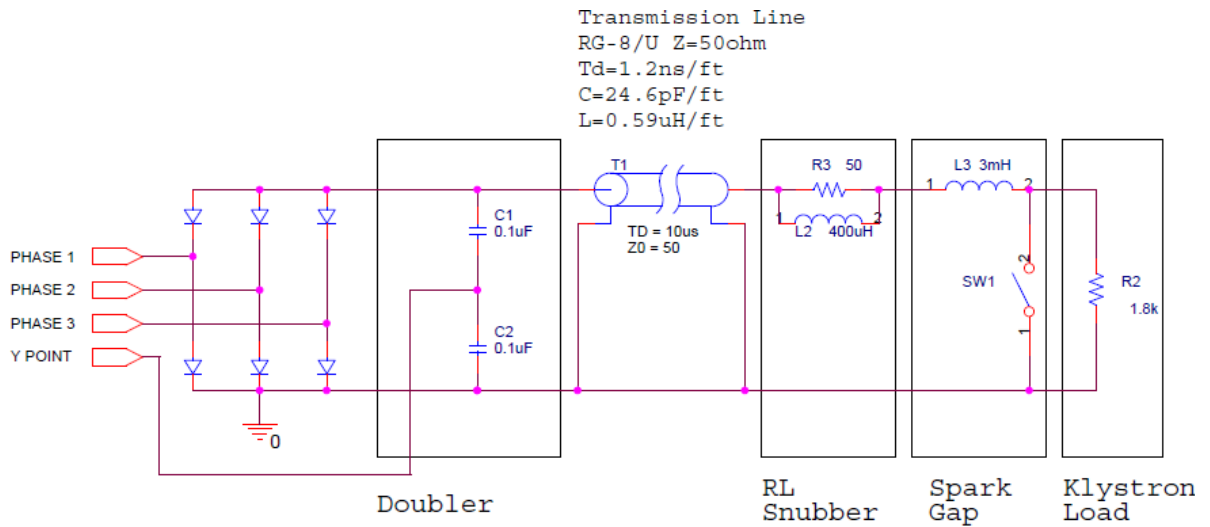 Transmission Line
RG-8/U Z=50ohm
Td=1.2ns/ft
C=24.6pF/ft
L=0.59uH/ft
T1
R3 50
L3 3mH
1
2
C1
0.1uF
1
2
L2 400uH
TD = 10us
Z0 = 50
PHASE 1
PHASE 2
PHASE 3
Y POINT
2
SW1
1
R2
1.8k
C2
0.1uF
0
Doubler
RL
Snubber
Spark
Gap
Klystron
Load